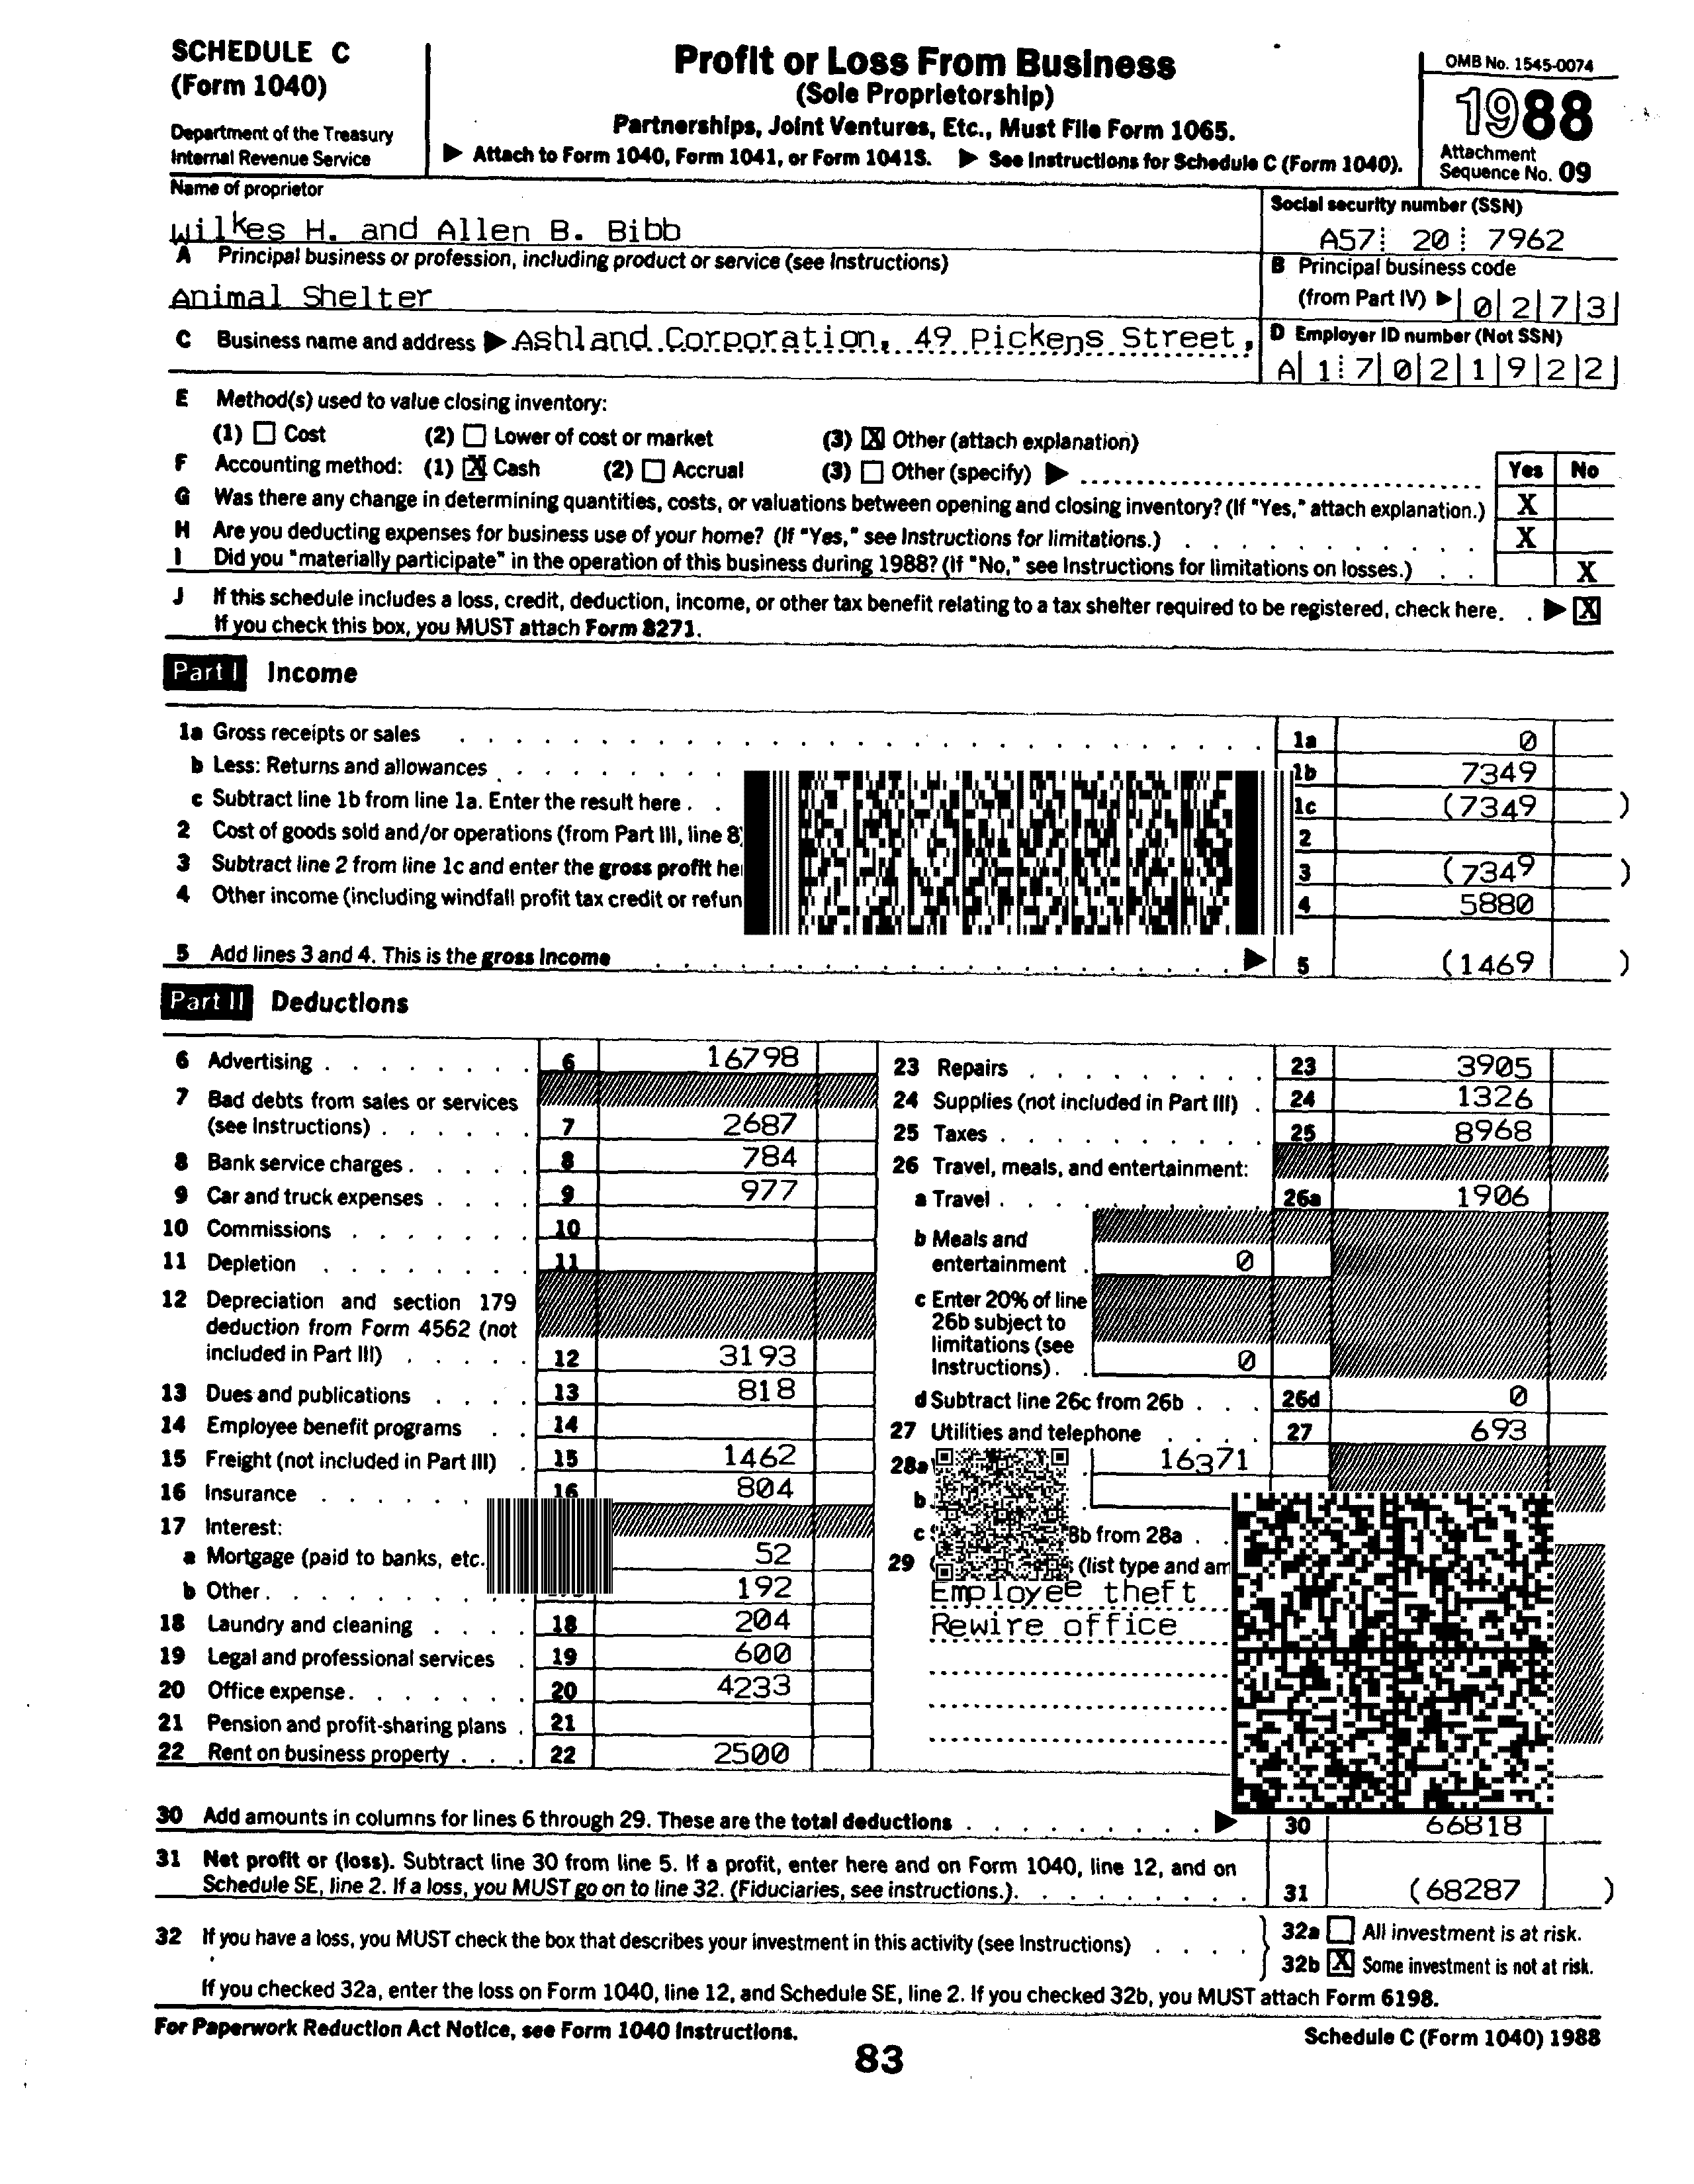 SCHEDULE C
(Form 1040)
Department of the Treasury
Internal Revenue Service
Profit or Loss From Business
(Sole Proprietorship)
Partnerships, Joint Ventures, Etc., Must File Form 1065.
▶ Attach to Form 1040, Form 1041, or Form 1041S. ▶ See Instructions for Schedule C (Form 1040).
OMB No. 1545-0074
1988
Attachment
Sequence No. 09
Name of proprietor
Wilkes H. and Allen B. Bibb
Social security number (SSN)
A57 20 7962
A Principal business or profession, including product or service (see Instructions)
Animal Shelter
B Principal business code
(from Part IV) ▶ 0 2 7 3
C Business name and address ▶ Ashland Corporation, 49 Pickens Street,
D Employer ID number (Not SSN)
A 1 7 0 2 1 9 2 2
E Method(s) used to value closing inventory:
(1) ☐ Cost (2) ☐ Lower of cost or market (3) ☒ Other (attach explanation)
F Accounting method: (1) ☒ Cash (2) ☐ Accrual (3) ☐ Other (specify) ▶
Yes No
G Was there any change in determining quantities, costs, or valuations between opening and closing inventory? (If "Yes," attach explanation.) X
H Are you deducting expenses for business use of your home? (If "Yes," see Instructions for limitations.) X
I Did you "materially participate" in the operation of this business during 1988? (If "No," see Instructions for limitations on losses.) X
J If this schedule includes a loss, credit, deduction, income, or other tax benefit relating to a tax shelter required to be registered, check here. ▶ ☒
If you check this box, you MUST attach Form 8271.
Part I Income
1a Gross receipts or sales 1a 0
b Less: Returns and allowances 1b 7349
c Subtract line 1b from line 1a. Enter the result here 1c (7349 )
2 Cost of goods sold and/or operations (from Part III, line 8 2
3 Subtract line 2 from line 1c and enter the gross profit 3 (7349 )
4 Other income (including windfall profit tax credit or 4 5880
5 Add lines 3 and 4. This is the gross income ▶ 5 (1469 )
Part II Deductions
6 Advertising 6 16798
7 Bad debts from sales or services
(see Instructions) 7 2687
8 Bank service charges 8 784
9 Car and truck expenses 9 977
10 Commissions 10
11 Depletion 11
12 Depreciation and section 179
deduction from Form 4562 (not
included in Part III) 12 3193
13 Dues and publications 13 818
14 Employee benefit programs 14
15 Freight (not included in Part III) 15 1462
16 Insurance 16 804
17 Interest:
a Mortgage (paid to banks, etc. 52
b Other 192
18 Laundry and cleaning 18 204
19 Legal and professional services 19 600
20 Office expense 20 4233
21 Pension and profit-sharing plans 21
22 Rent on business property 22 2500
23 Repairs 23 3905
24 Supplies (not included in Part III) 24 1326
25 Taxes 25 8968
26 Travel, meals, and entertainment:
a Travel 26a 1906
b Meals and
entertainment 0
c Enter 20% of line
26b subject to
limitations (see
Instructions) 0
d Subtract line 26c from 26b 26d 0
27 Utilities and telephone 27 693
28a 16371
b
c 8b from 28a
29 (list type and
Employee theft
Rewire office
30 Add amounts in columns for lines 6 through 29. These are the total deductions ▶ 30 66818
31 Net profit or (loss). Subtract line 30 from line 5. If a profit, enter here and on Form 1040, line 12, and on
Schedule SE, line 2. If a loss, you MUST go on to line 32. (Fiduciaries, see instructions.) 31 (68287 )
32 If you have a loss, you MUST check the box that describes your investment in this activity (see Instructions)
32a ☐ All investment is at risk.
32b ☒ Some investment is not at risk.
If you checked 32a, enter the loss on Form 1040, line 12, and Schedule SE, line 2. If you checked 32b, you MUST attach Form 6198.
For Paperwork Reduction Act Notice, see Form 1040 Instructions.
Schedule C (Form 1040) 1988
83